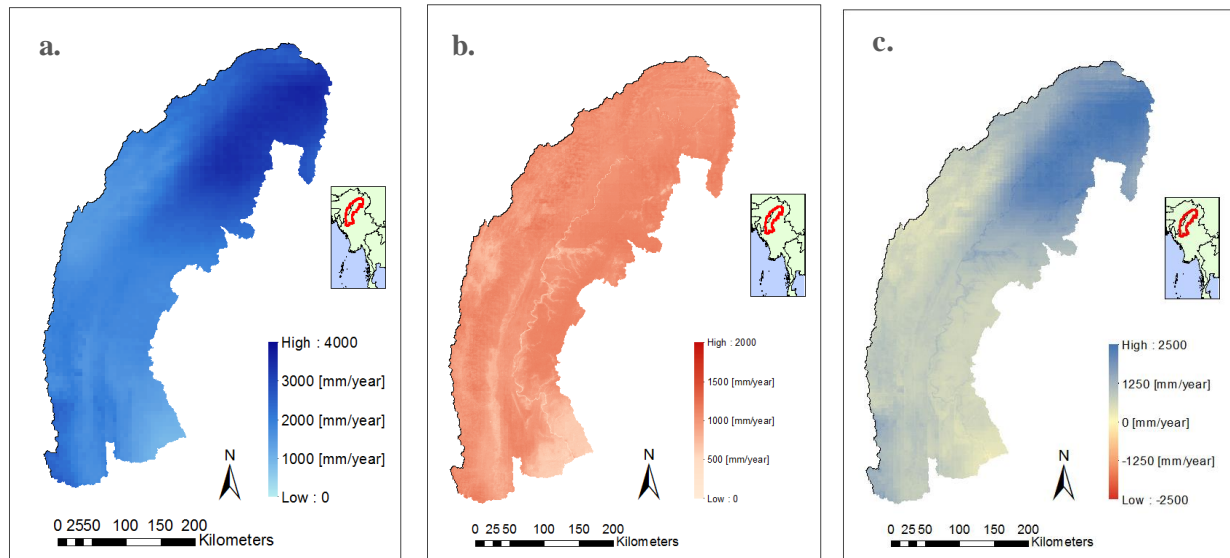 a.
High : 4000
3000 [mm/year]
2000 [mm/year]
1000 [mm/year]
Low : 0
N
0 2550 100 150 200
Kilometers
b.
High : 2000
1500 [mm/year]
1000 [mm/year]
500 [mm/year]
Low : 0
N
0 25 50 100 150 200
Kilometers
c.
High : 2500
1250 [mm/year]
0 [mm/year]
-1250 [mm/year]
Low : -2500
N
0 25 50 100 150 200
Kilometers